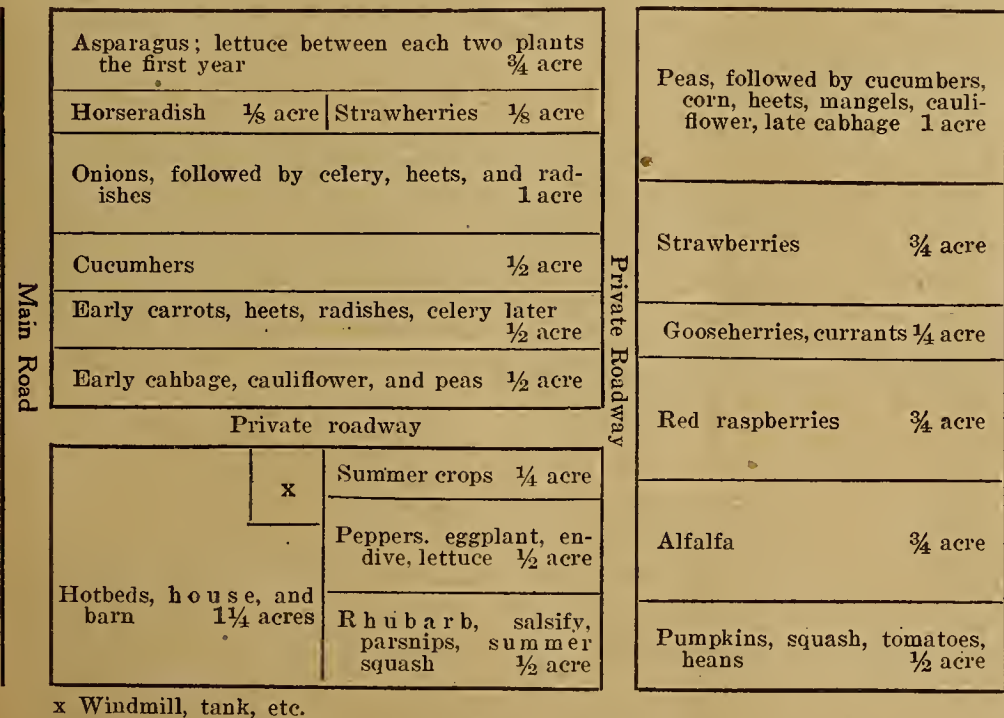 Asparagus; lettuce between each two plants
the first year ¾ acre
Horseradish ⅛ acre
Strawherries ⅛ acre
Onions, followed by celery, heets, and rad-
ishes 1 acre
Cucumhers ½ acre
Early carrots, heets, radishes, celery later
½ acre
Early cahbage, cauliflower, and peas ½ acre
Main Road
Private roadway
Private Roadway
x
Hotbeds, house, and
barn 1¼ acres
Summer crops ¼ acre
Peppers. eggplant, en-
dive, lettuce ½ acre
Rhubarb, salsify,
parsnips, summer
squash ½ acre
Peas, followed by cucumbers,
corn, heets, mangels, cauli-
flower, late cabhage 1 acre
Strawberries ¾ acre
Gooseherries, currants ¼ acre
Red raspberries ¾ acre
Alfalfa ¾ acre
Pumpkins, squash, tomatoes,
heans ½ acre
x Windmill, tank, etc.